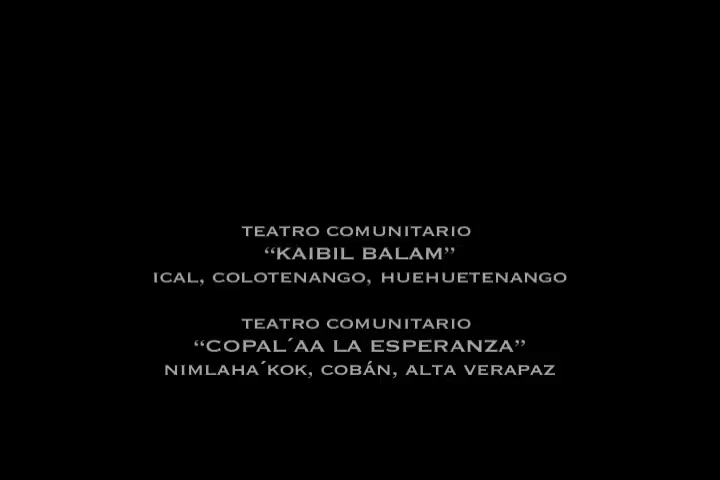 TEATRO COMUNITARIO
“KAIBIL BALAM”
ICAL, COLOTENANGO, HUEHUETENANGO
TEATRO COMUNITARIO
“COPAL´AA LA ESPERANZA”
NIMLAHA´KOK, COBÁN, ALTA VERAPAZ